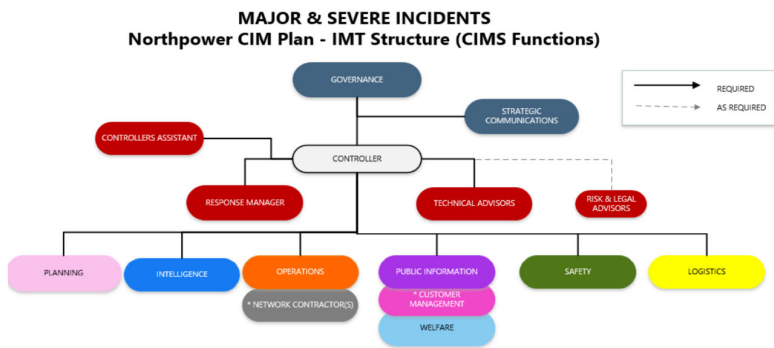 MAJOR & SEVERE INCIDENTS
Northpower CIM Plan - IMT Structure (CIMS Functions)
GOVERNANCE
REQUIRED
AS REQUIRED
STRATEGIC
COMMUNICATIONS
CONTROLLERS ASSISTANT
CONTROLLER
RESPONSE MANAGER
TECHNICAL ADVISORS
RISK & LEGAL
ADVISORS
PLANNING
INTELLIGENCE
OPERATIONS
* NETWORK CONTRACTOR(S)
PUBLIC INFORMATION
* CUSTOMER
MANAGEMENT
WELFARE
SAFETY
LOGISTICS